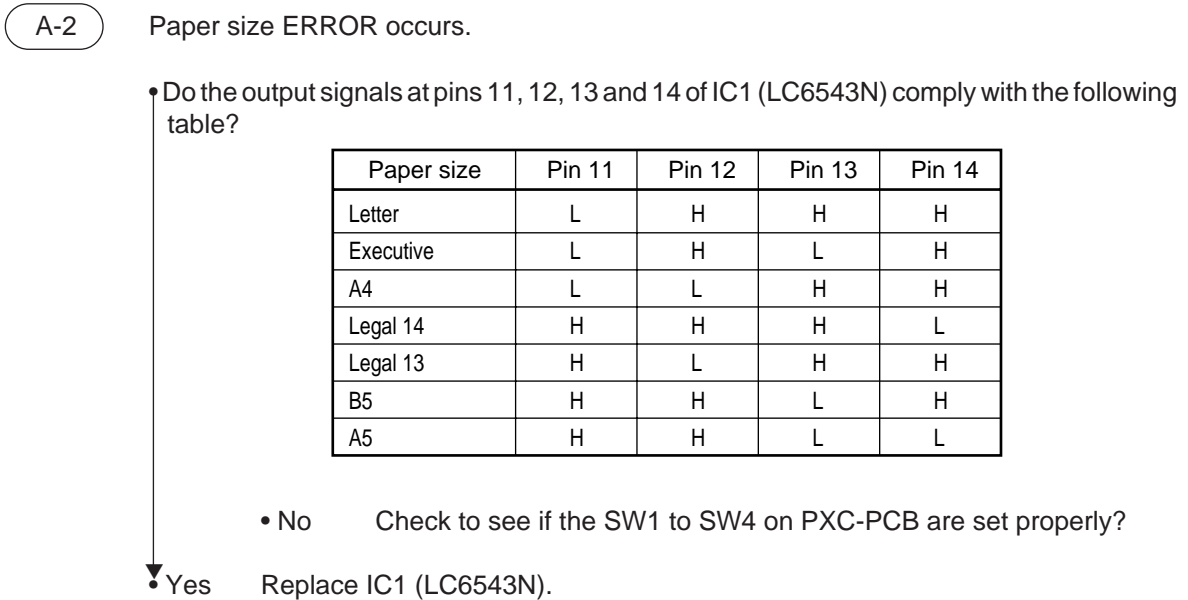 A-2 Paper size ERROR occurs.
• Do the output signals at pins 11, 12, 13 and 14 of IC1 (LC6543N) comply with the following
table?
Paper size Pin 11 Pin 12 Pin 13 Pin 14
Letter L H H H
Executive L H L H
A4 L L H H
Legal 14 H H H L
Legal 13 H L H H
B5 H H L H
A5 H H L L
• No Check to see if the SW1 to SW4 on PXC-PCB are set properly?
• Yes Replace IC1 (LC6543N).